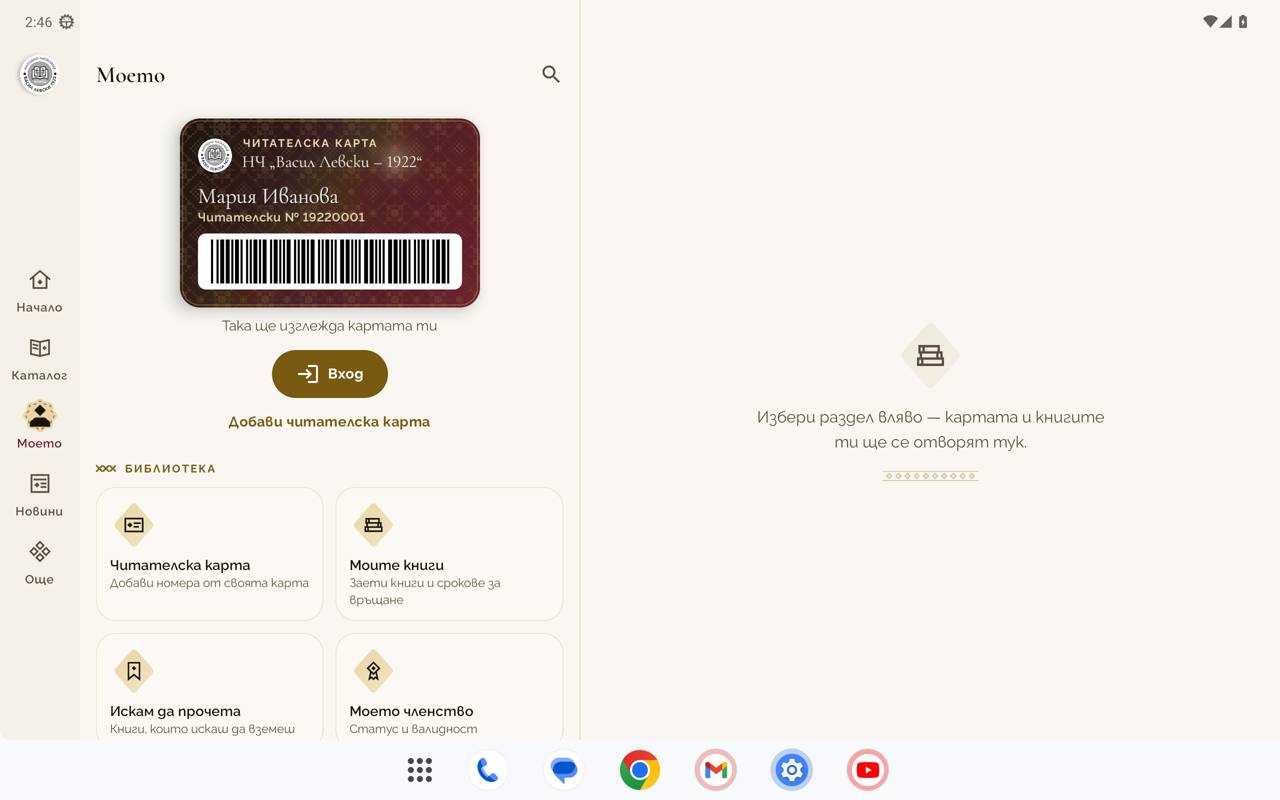 2:46
Моето
ЧИТАТЕЛСКА КАРТА
НЧ „Васил Левски – 1922“
Мария Иванова
Читателски № 19220001
Така ще изглежда картата ти
Вход
Добави читателска карта
БИБЛИОТЕКА
Читателска карта
Добави номера от своята карта
Моите книги
Заети книги и срокове за
връщане
Искам да прочета
Книги, които искаш да вземеш
Моето членство
Статус и валидност
Начало
Каталог
Моето
Новини
Още
Избери раздел вляво — картата и книгите
ти ще се отворят тук.